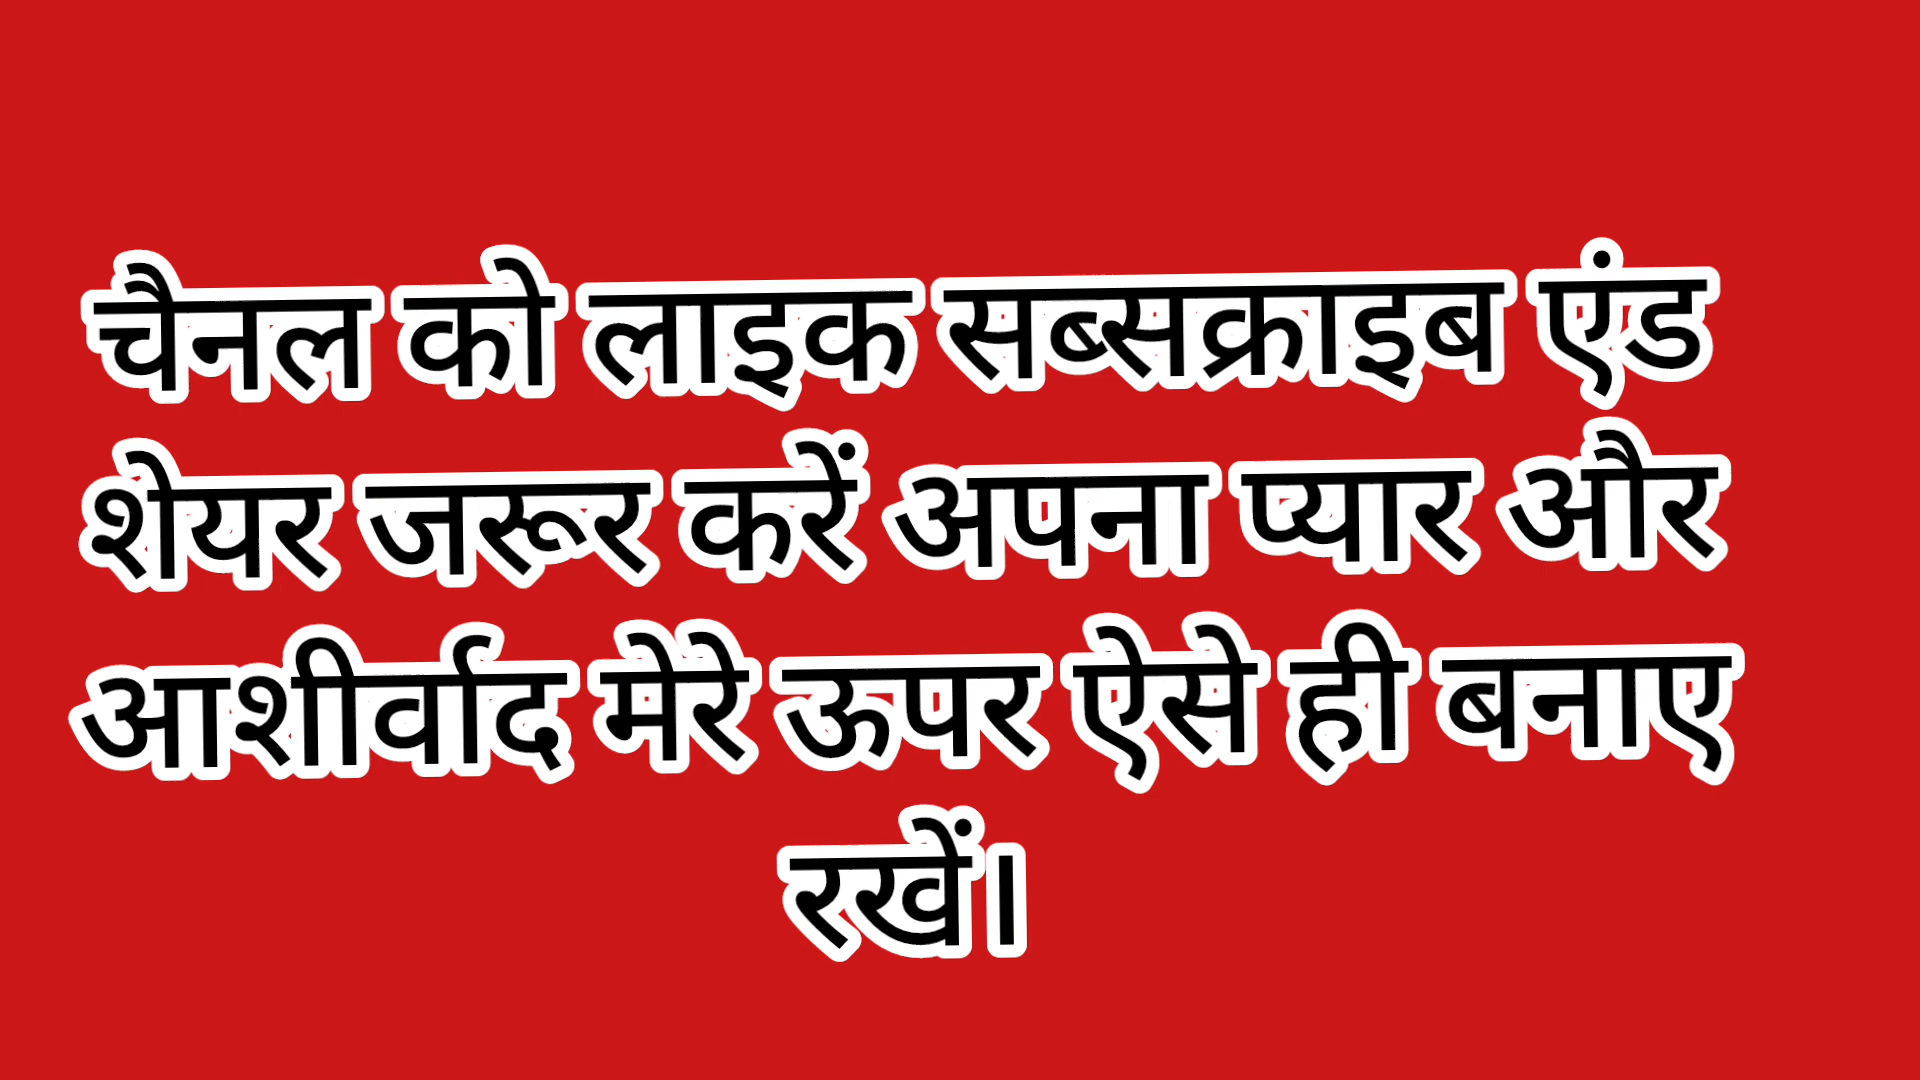 चैनल को लाइक सब्सक्राइब एंड
शेयर जरूर करें अपना प्यार और
आशीर्वाद मेरे ऊपर ऐसे ही बनाए
रखें।